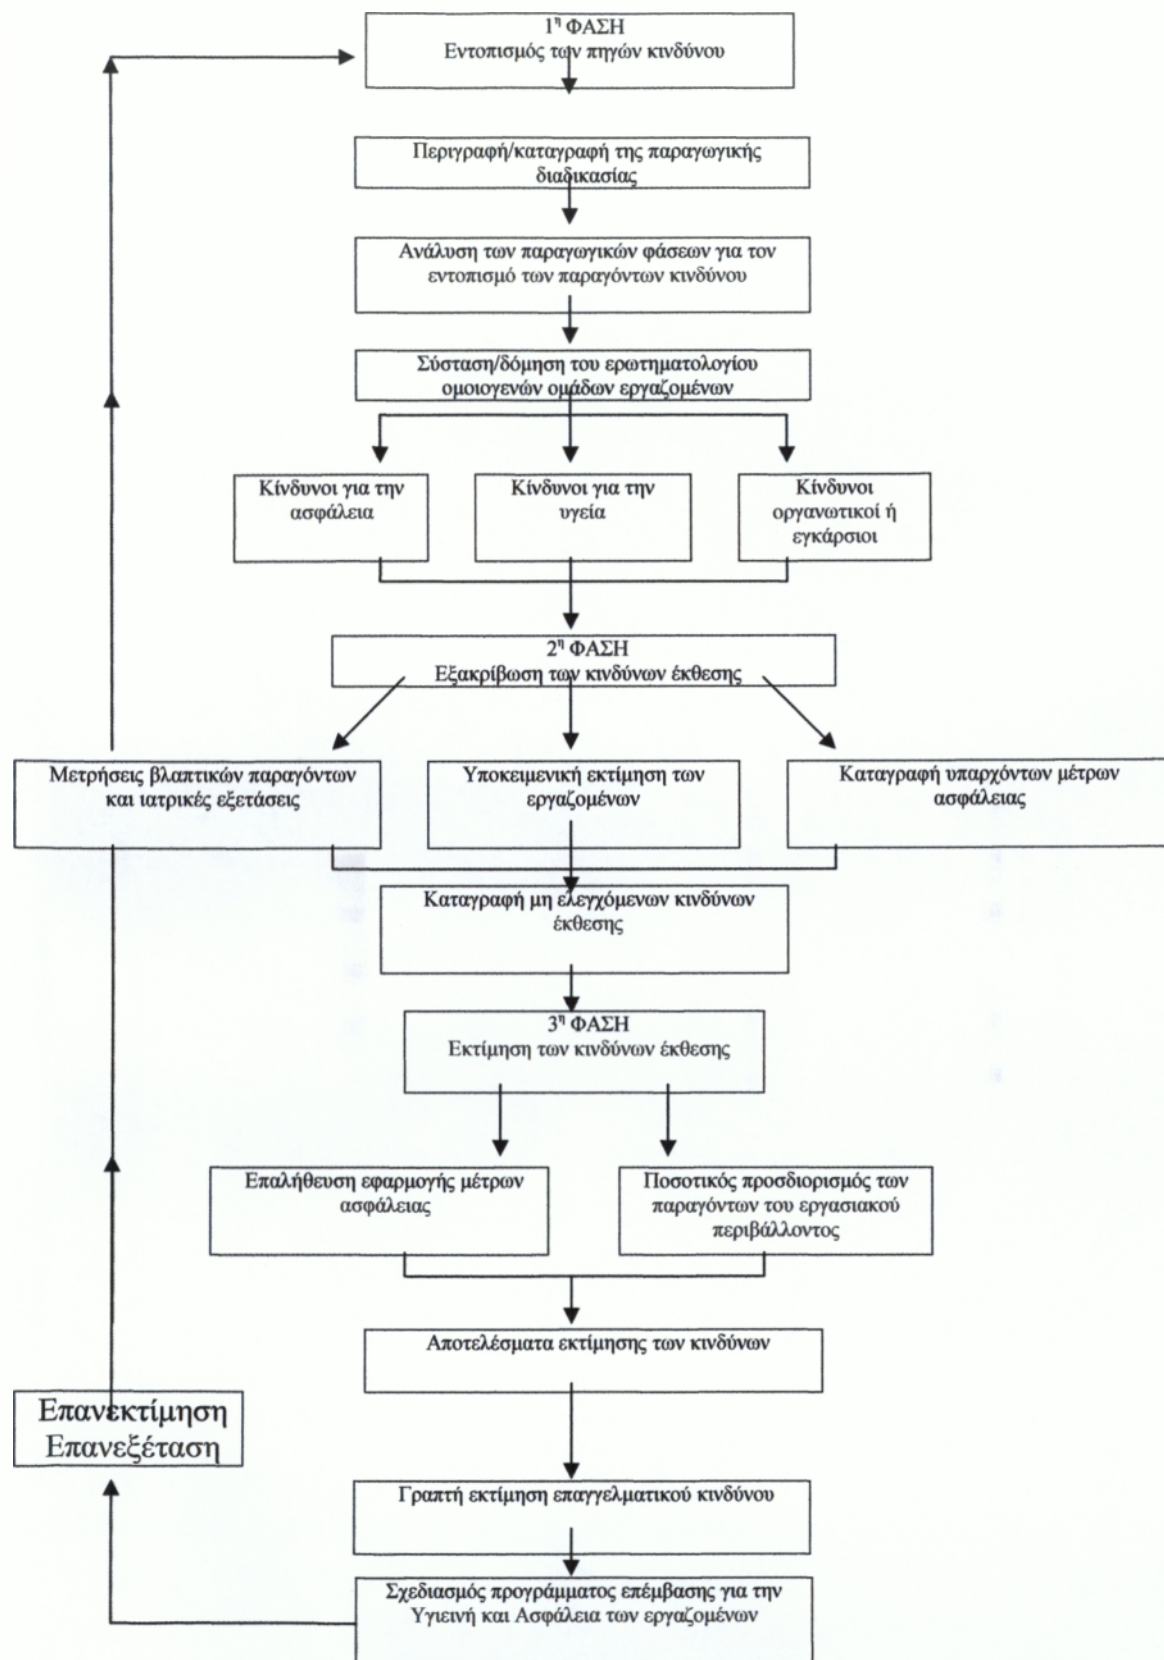 1η ΦΑΣΗ
Εντοπισμός των πηγών κινδύνου
Περιγραφή/καταγραφή της παραγωγικής
διαδικασίας
Ανάλυση των παραγωγικών φάσεων για τον
εντοπισμό των παραγόντων κινδύνου
Σύσταση/δόμηση του ερωτηματολογίου
ομοιογενών ομάδων εργαζομένων
Κίνδυνοι για την
ασφάλεια
Κίνδυνοι για την
υγεία
Κίνδυνοι
οργανωτικοί ή
εγκάρσιοι
2η ΦΑΣΗ
Εξακρίβωση των κινδύνων έκθεσης
Μετρήσεις βλαπτικών παραγόντων
και ιατρικές εξετάσεις
Υποκειμενική εκτίμηση των
εργαζομένων
Καταγραφή υπαρχόντων μέτρων
ασφάλειας
Καταγραφή μη ελεγχόμενων κινδύνων
έκθεσης
3η ΦΑΣΗ
Εκτίμηση των κινδύνων έκθεσης
Επαλήθευση εφαρμογής μέτρων
ασφάλειας
Ποσοτικός προσδιορισμός των
παραγόντων του εργασιακού
περιβάλλοντος
Αποτελέσματα εκτίμησης των κινδύνων
Επανεκτίμηση
Επανεξέταση
Γραπτή εκτίμηση επαγγελματικού κινδύνου
Σχεδιασμός προγράμματος επέμβασης για την
Υγιεινή και Ασφάλεια των εργαζομένων